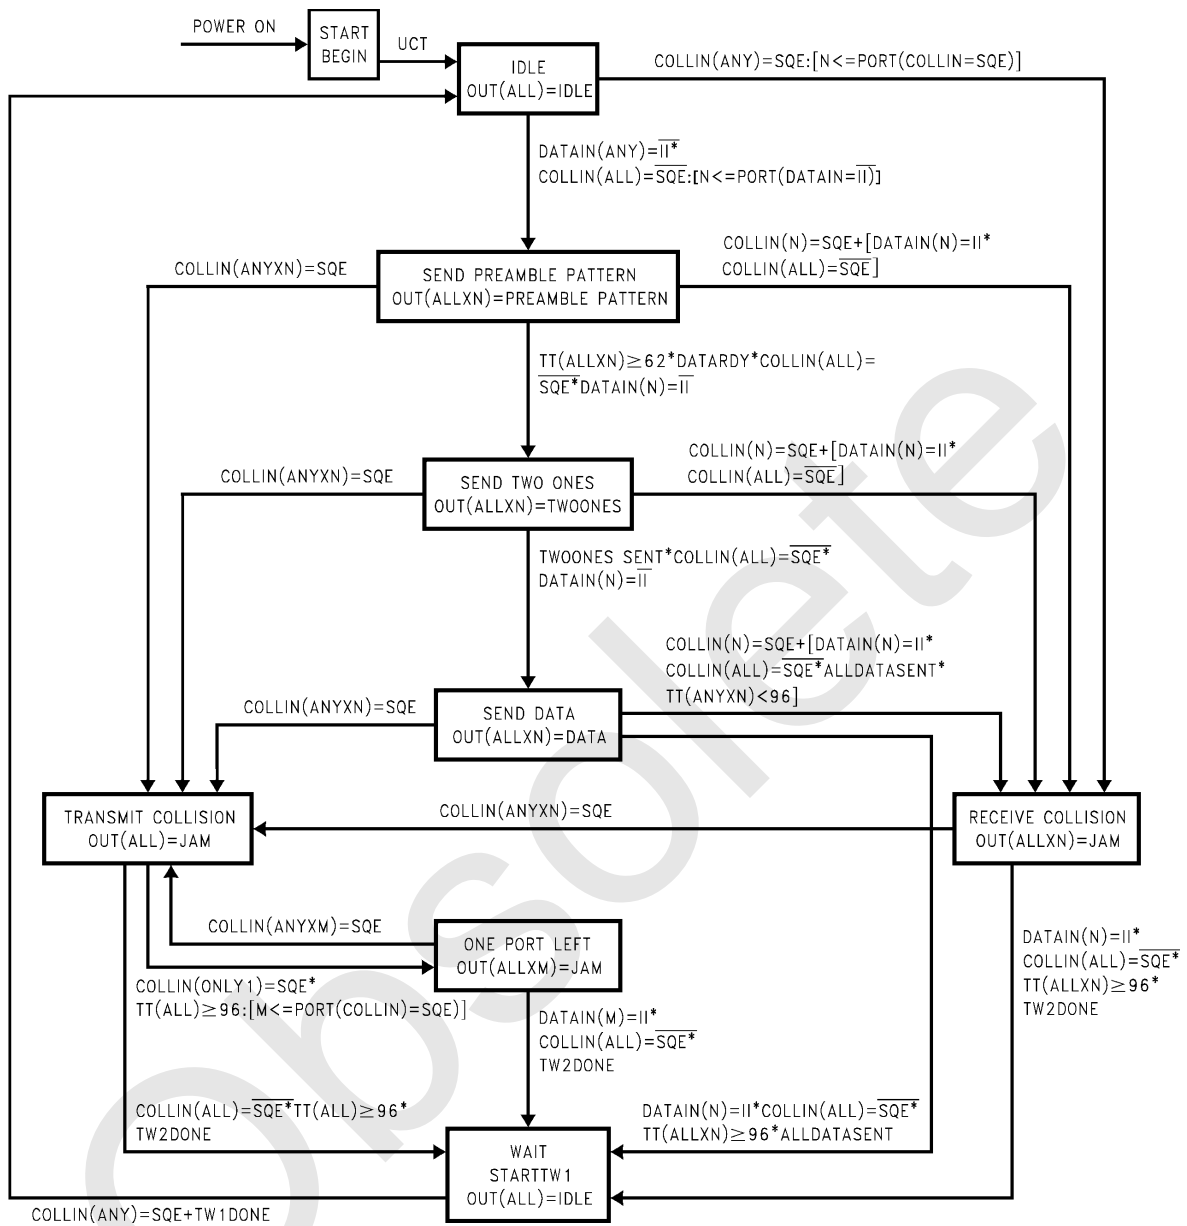 POWER ON
START
BEGIN
UCT
IDLE
OUT(ALL)=IDLE
COLLIN(ANY)=SQE:[N<=PORT(COLLIN=SQE)]
DATAIN(ANY)=II*
COLLIN(ALL)=SQE:[N<=PORT(DATAIN=II)]
COLLIN(ANYXN)=SQE
SEND PREAMBLE PATTERN
OUT(ALLXN)=PREAMBLE PATTERN
COLLIN(N)=SQE+[DATAIN(N)=II*
COLLIN(ALL)=SQE]
TT(ALLXN)≥62*DATARDY*COLLIN(ALL)=
SQE*DATAIN(N)=II
COLLIN(ANYXN)=SQE
SEND TWO ONES
OUT(ALLXN)=TWOONES
COLLIN(N)=SQE+[DATAIN(N)=II*
COLLIN(ALL)=SQE]
TWOONES SENT*COLLIN(ALL)=SQE*
DATAIN(N)=II
COLLIN(N)=SQE+[DATAIN(N)=II*
COLLIN(ALL)=SQE*ALLDATASENT*
TT(ANYXN)<96]
COLLIN(ANYXN)=SQE
SEND DATA
OUT(ALLXN)=DATA
TRANSMIT COLLISION
OUT(ALL)=JAM
COLLIN(ANYXN)=SQE
RECEIVE COLLISION
OUT(ALLXN)=JAM
COLLIN(ANYXM)=SQE
ONE PORT LEFT
OUT(ALLXM)=JAM
COLLIN(ONLY1)=SQE*
TT(ALL)≥96:[M<=PORT(COLLIN)=SQE)]
DATAIN(M)=II*
COLLIN(ALL)=SQE*
TW2DONE
DATAIN(N)=II*
COLLIN(ALL)=SQE*
TT(ALLXN)≥96*
TW2DONE
COLLIN(ALL)=SQE*TT(ALL)≥96*
TW2DONE
DATAIN(N)=II*COLLIN(ALL)=SQE*
TT(ALLXN)≥96*ALLDATASENT
WAIT
STARTTW1
OUT(ALL)=IDLE
COLLIN(ANY)=SQE+TW1DONE
Obsolete